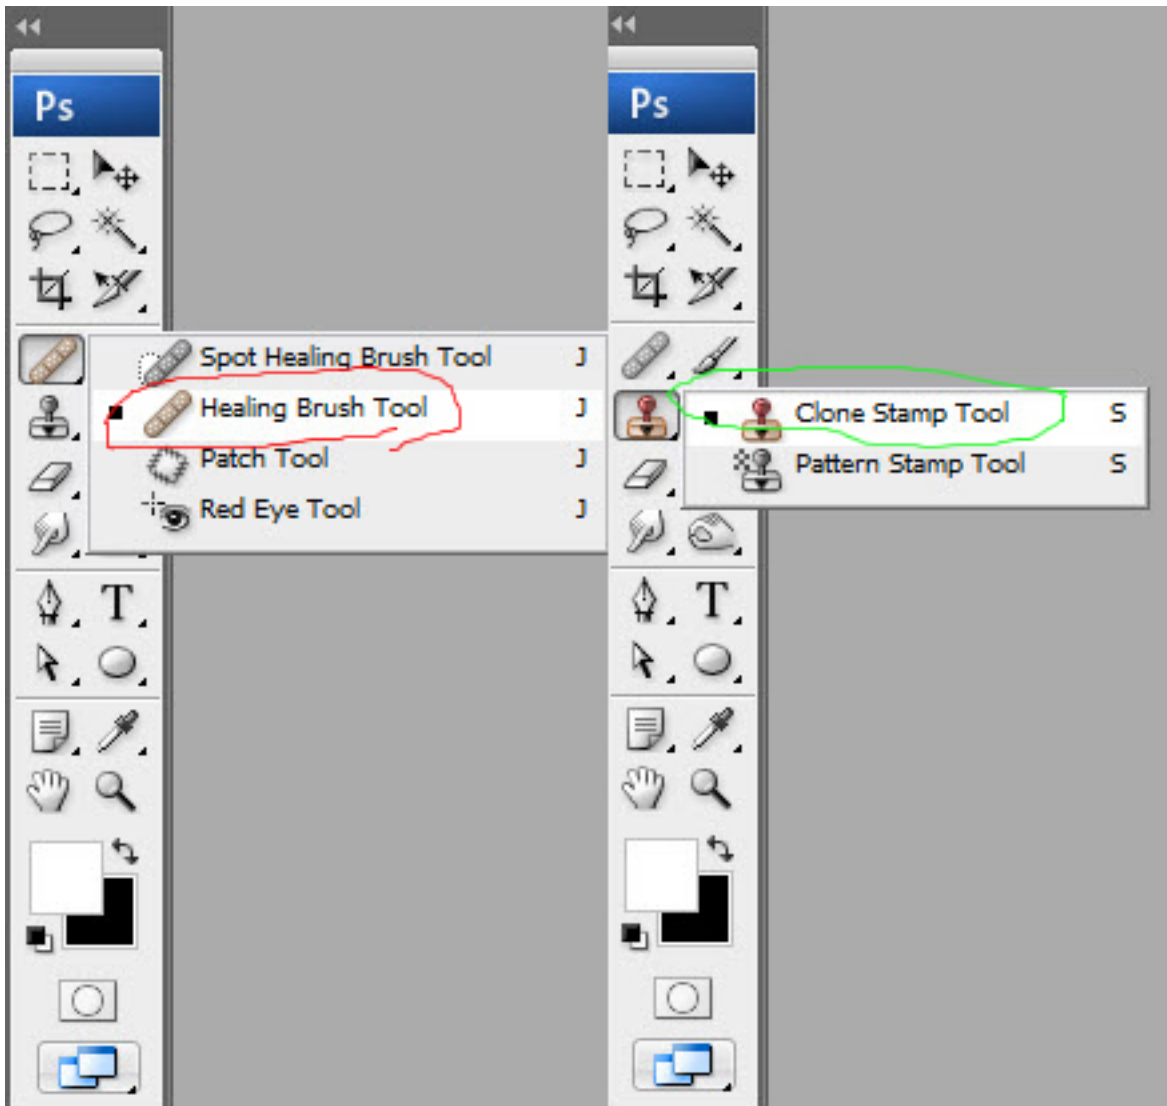 Ps
Spot Healing Brush Tool J
Healing Brush Tool J
Patch Tool J
Red Eye Tool J
T
Ps
Clone Stamp Tool S
Pattern Stamp Tool S
T